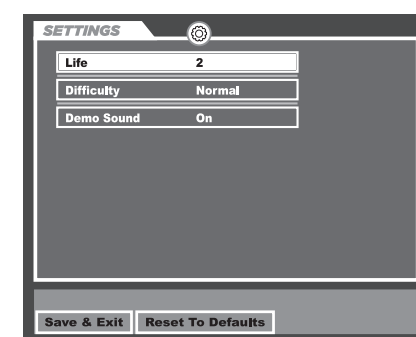 SETTINGS
Life 2
Difficulty Normal
Demo Sound On
Save & Exit Reset To Defaults